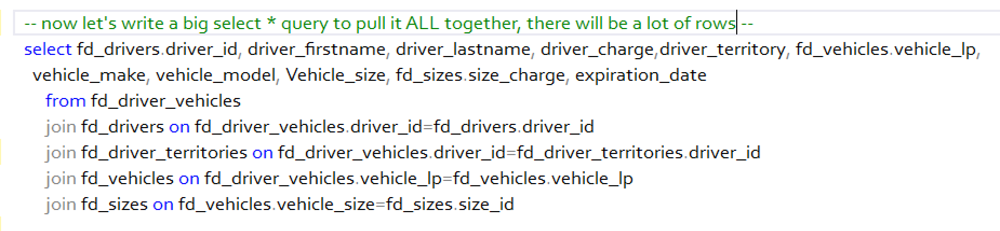 -- now let's write a big select * query to pull it ALL together, there will be a lot of rows --
select fd_drivers.driver_id, driver_firstname, driver_lastname, driver_charge,driver_territory, fd_vehicles.vehicle_lp,
vehicle_make, vehicle_model, Vehicle_size, fd_sizes.size_charge, expiration_date
from fd_driver_vehicles
join fd_drivers on fd_driver_vehicles.driver_id=fd_drivers.driver_id
join fd_driver_territories on fd_driver_vehicles.driver_id=fd_driver_territories.driver_id
join fd_vehicles on fd_driver_vehicles.vehicle_lp=fd_vehicles.vehicle_lp
join fd_sizes on fd_vehicles.vehicle_size=fd_sizes.size_id